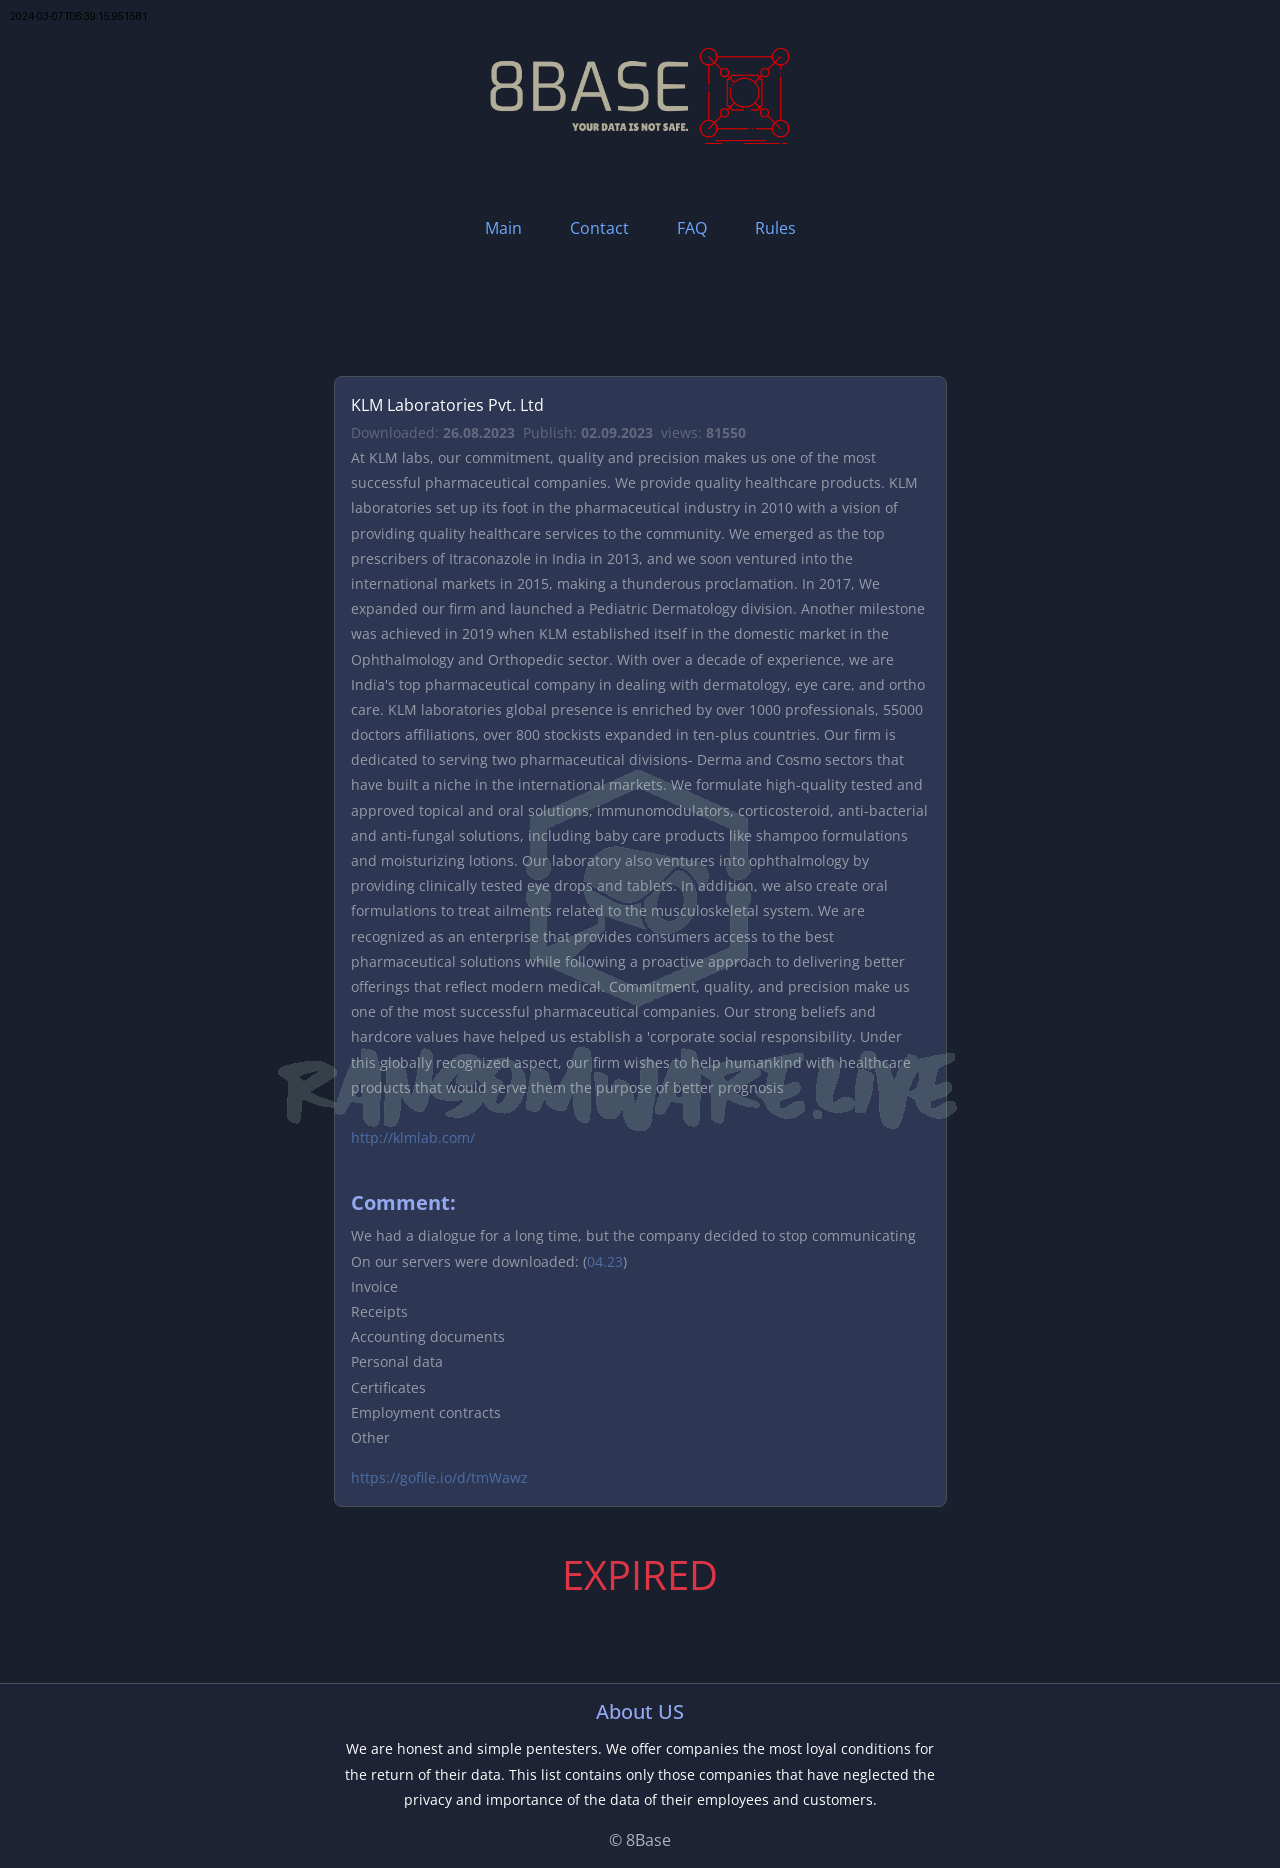 2024-03-07T06:39:15.951581
8BASE
YOUR DATA IS NOT SAFE.
Main Contact FAQ Rules
KLM Laboratories Pvt. Ltd
Downloaded: 26.08.2023 Publish: 02.09.2023 views: 81550
At KLM labs, our commitment, quality and precision makes us one of the most
successful pharmaceutical companies. We provide quality healthcare products. KLM
laboratories set up its foot in the pharmaceutical industry in 2010 with a vision of
providing quality healthcare services to the community. We emerged as the top
prescribers of Itraconazole in India in 2013, and we soon ventured into the
international markets in 2015, making a thunderous proclamation. In 2017, We
expanded our firm and launched a Pediatric Dermatology division. Another milestone
was achieved in 2019 when KLM established itself in the domestic market in the
Ophthalmology and Orthopedic sector. With over a decade of experience, we are
India's top pharmaceutical company in dealing with dermatology, eye care, and ortho
care. KLM laboratories global presence is enriched by over 1000 professionals, 55000
doctors affiliations, over 800 stockists expanded in ten-plus countries. Our firm is
dedicated to serving two pharmaceutical divisions- Derma and Cosmo sectors that
have built a niche in the international markets. We formulate high-quality tested and
approved topical and oral solutions, immunomodulators, corticosteroid, anti-bacterial
and anti-fungal solutions, including baby care products like shampoo formulations
and moisturizing lotions. Our laboratory also ventures into ophthalmology by
providing clinically tested eye drops and tablets. In addition, we also create oral
formulations to treat ailments related to the musculoskeletal system. We are
recognized as an enterprise that provides consumers access to the best
pharmaceutical solutions while following a proactive approach to delivering better
offerings that reflect modern medical. Commitment, quality, and precision make us
one of the most successful pharmaceutical companies. Our strong beliefs and
hardcore values have helped us establish a 'corporate social responsibility. Under
this globally recognized aspect, our firm wishes to help humankind with healthcare
products that would serve them the purpose of better prognosis
RANSOMWARE.LIVE
http://klmlab.com/
Comment:
We had a dialogue for a long time, but the company decided to stop communicating
On our servers were downloaded: (04.23)
Invoice
Receipts
Accounting documents
Personal data
Certificates
Employment contracts
Other
https://gofile.io/d/tmWawz
EXPIRED
About US
We are honest and simple pentesters. We offer companies the most loyal conditions for
the return of their data. This list contains only those companies that have neglected the
privacy and importance of the data of their employees and customers.
© 8Base